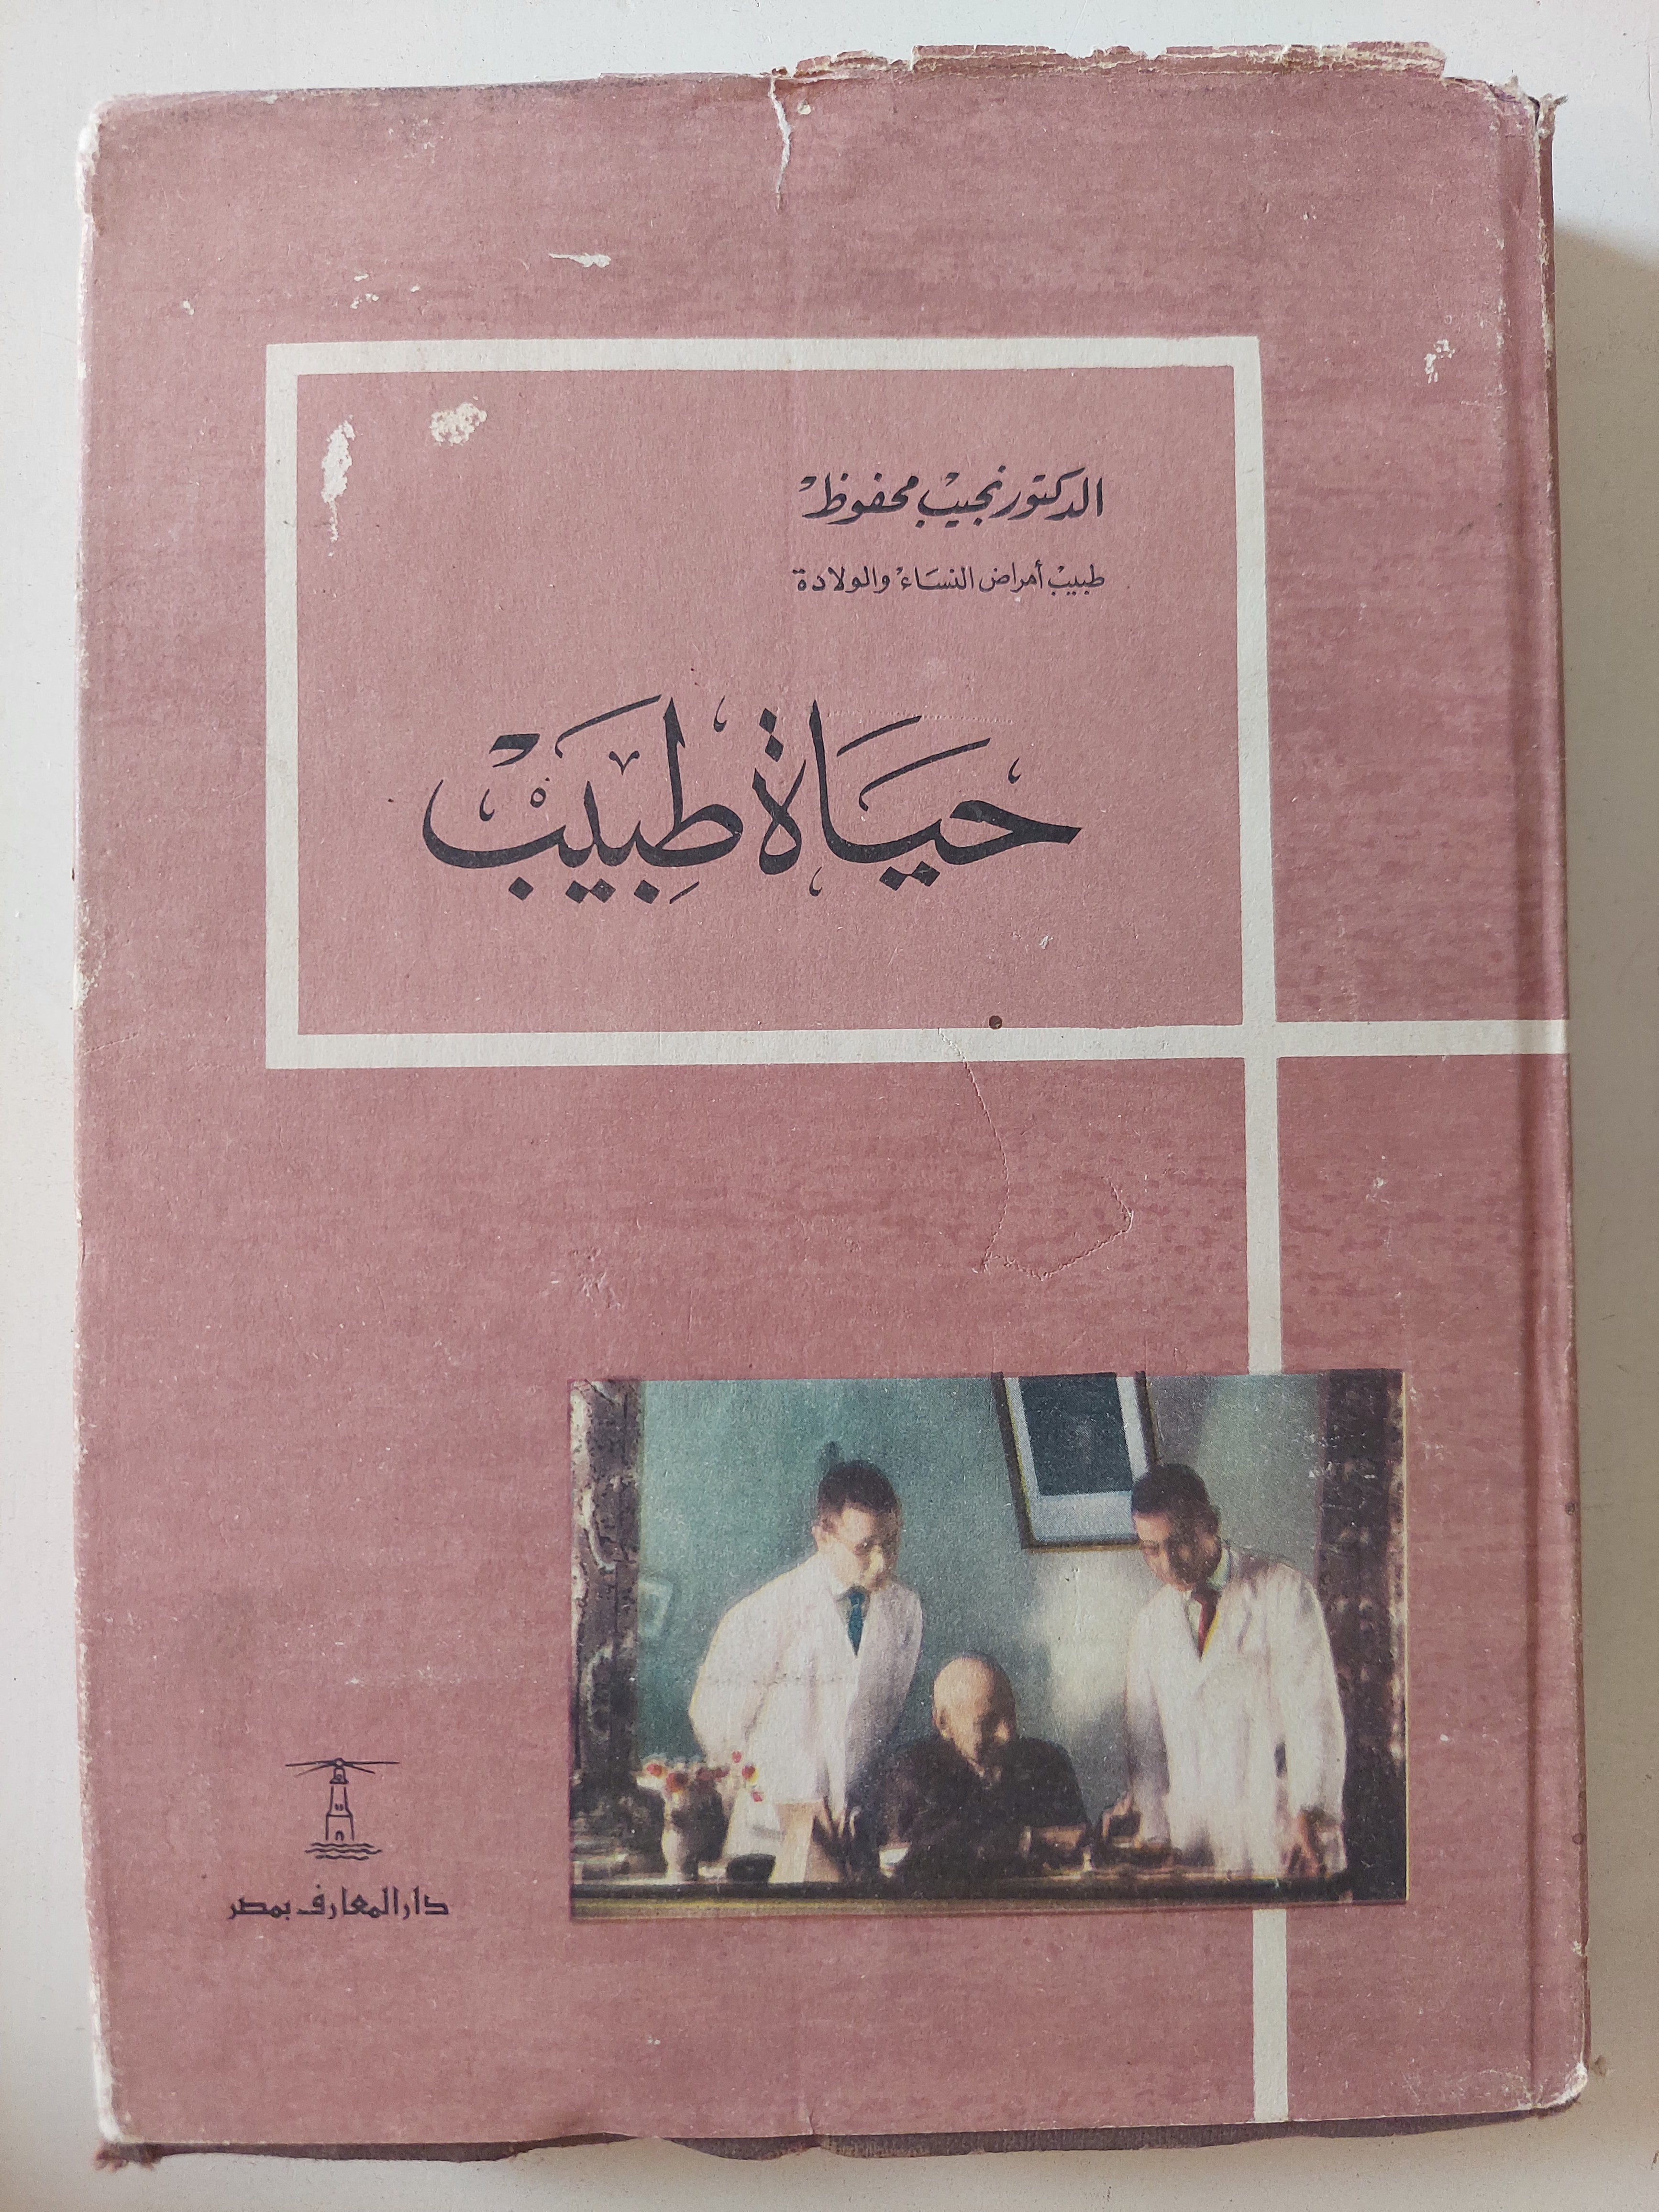 الدكتور نجيب محفوظ
طبيب أمراض النساء والولادة
حياة طبيب
دار المعارف بمصر